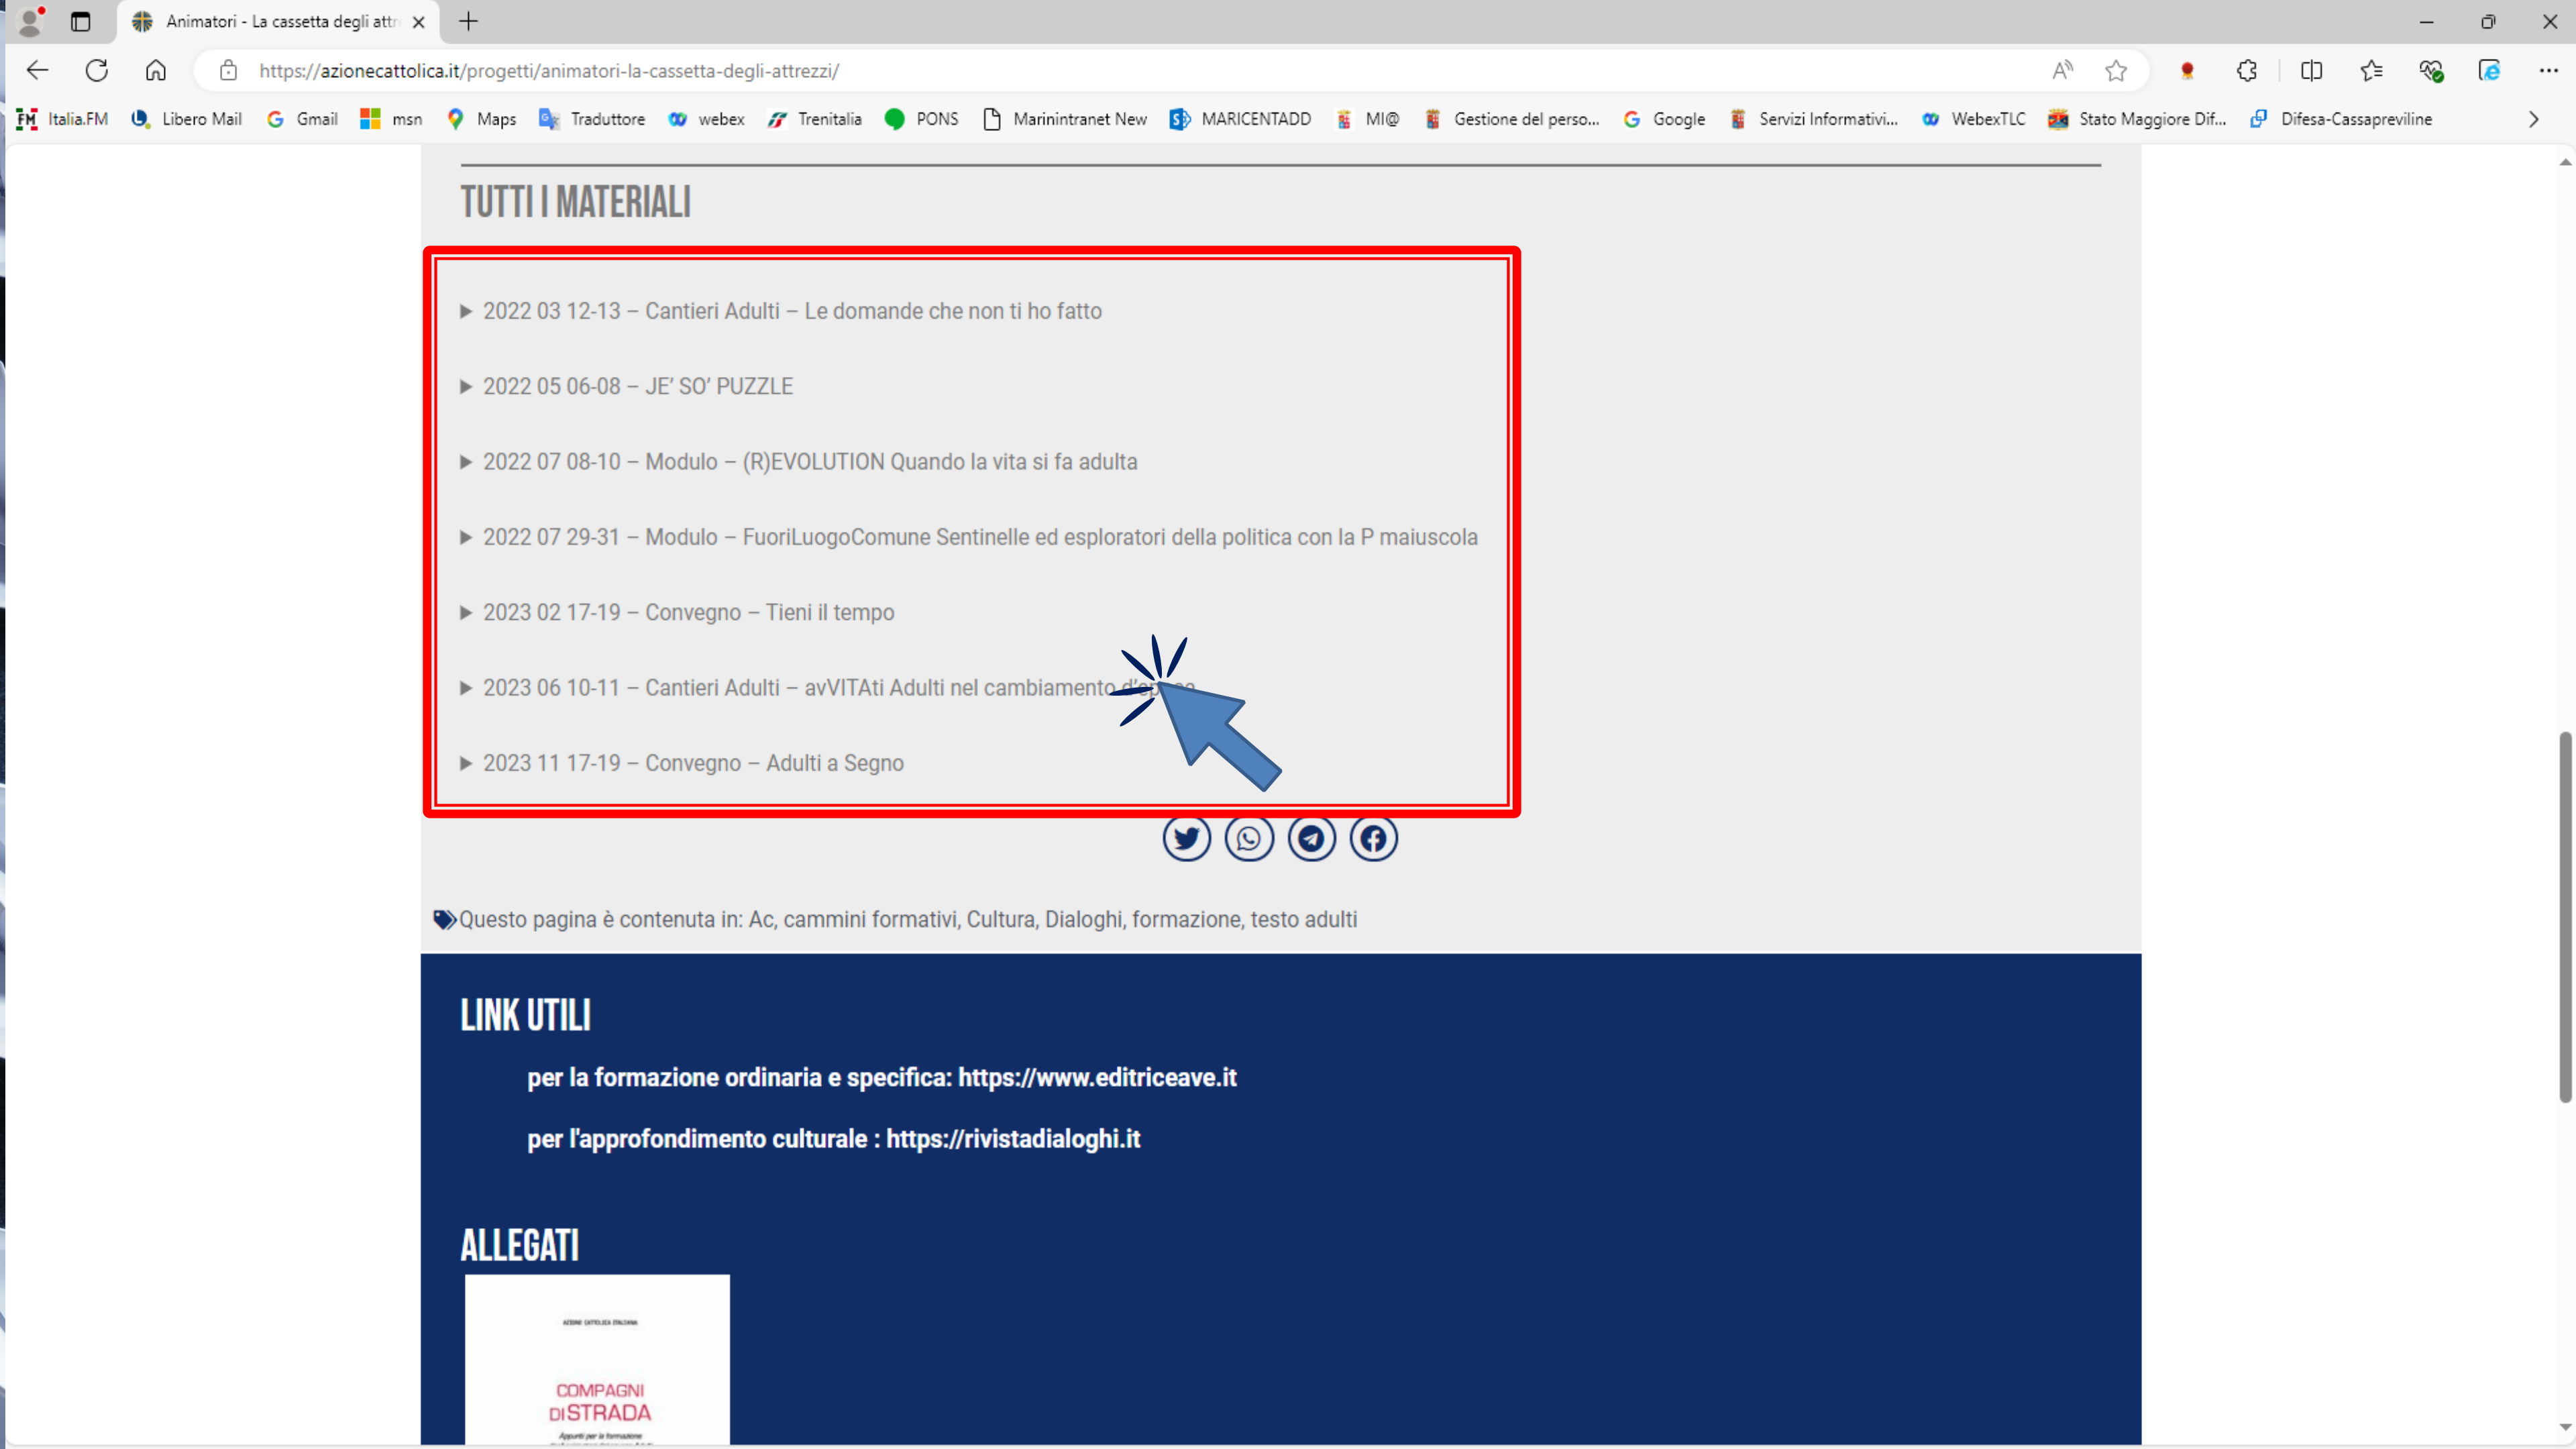 Animatori - La cassetta degli attr
https://azionecattolica.it/progetti/animatori-la-cassetta-degli-attrezzi/
Italia.FM Libero Mail Gmail msn Maps Traduttore webex Trenitalia PONS Marinintranet New MARICENTADD MI@ Gestione del perso... Google Servizi Informativi... WebexTLC Stato Maggiore Dif... Difesa-Cassapreviline
TUTTI I MATERIALI
2022 03 12-13 – Cantieri Adulti – Le domande che non ti ho fatto
2022 05 06-08 – JE’ SO’ PUZZLE
2022 07 08-10 – Modulo – (R)EVOLUTION Quando la vita si fa adulta
2022 07 29-31 – Modulo – FuoriLuogoComune Sentinelle ed esploratori della politica con la P maiuscola
2023 02 17-19 – Convegno – Tieni il tempo
2023 06 10-11 – Cantieri Adulti – avVITAti Adulti nel cambiamento
2023 11 17-19 – Convegno – Adulti a Segno
Questo pagina è contenuta in: Ac, cammini formativi, Cultura, Dialoghi, formazione, testo adulti
LINK UTILI
per la formazione ordinaria e specifica: https://www.editriceave.it
per l'approfondimento culturale : https://rivistadialoghi.it
ALLEGATI
AZIONE CATTOLICA ITALIANA
COMPAGNI
DI STRADA
Appunti per la formazione